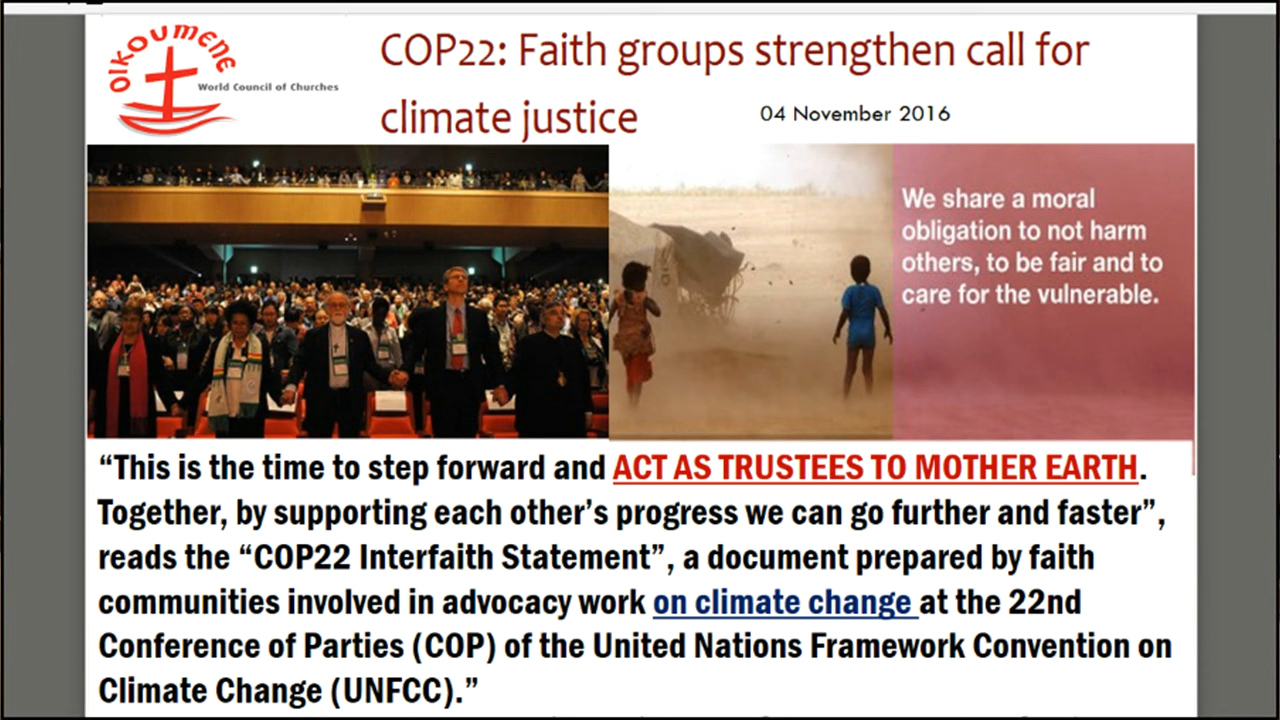 OIKOUMENE
World Council of Churches
COP22: Faith groups strengthen call for
climate justice
04 November 2016
We share a moral
obligation to not harm
others, to be fair and to
care for the vulnerable.
“This is the time to step forward and ACT AS TRUSTEES TO MOTHER EARTH.
Together, by supporting each other’s progress we can go further and faster”,
reads the “COP22 Interfaith Statement”, a document prepared by faith
communities involved in advocacy work on climate change at the 22nd
Conference of Parties (COP) of the United Nations Framework Convention on
Climate Change (UNFCC).”